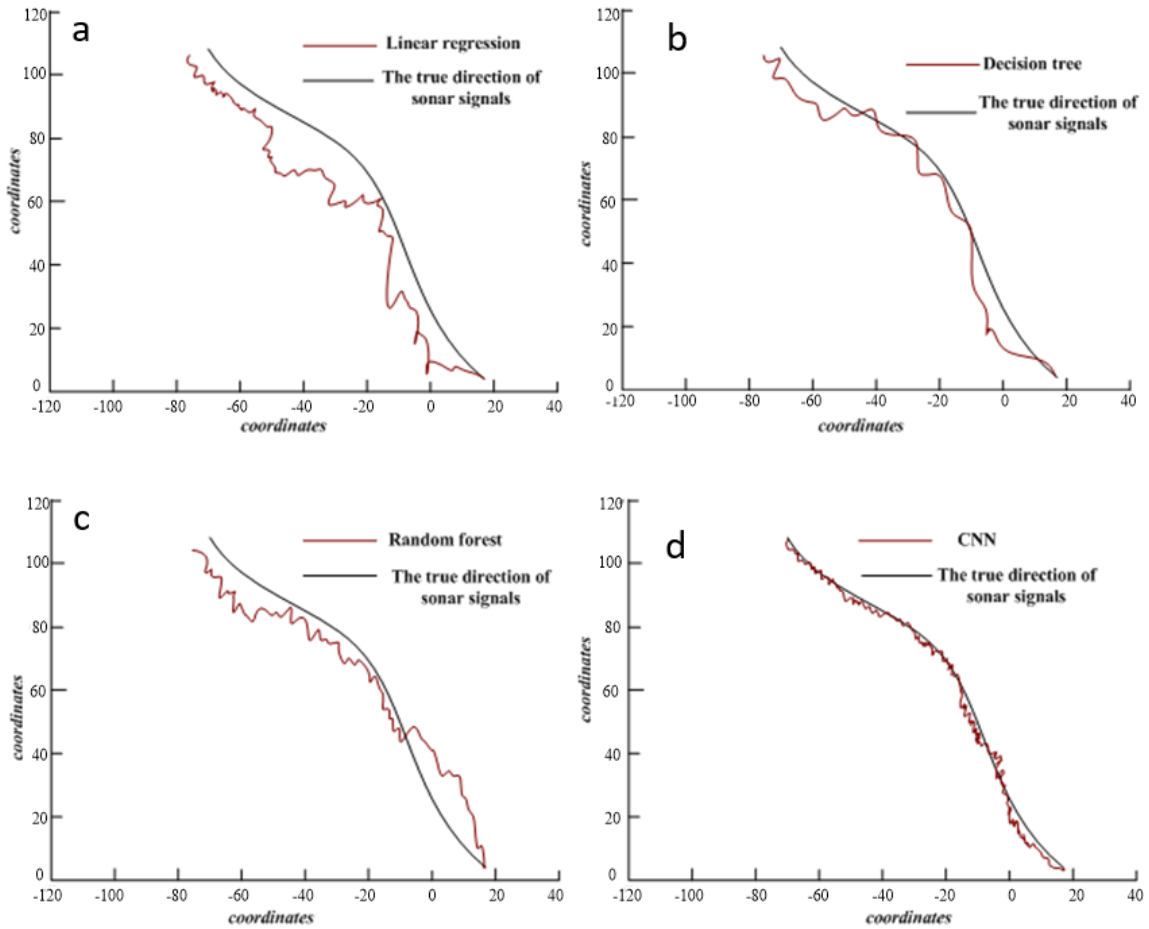 a
Linear regression
The true direction of
sonar signals
120
100
80
60
40
20
0
-120
-100
-80
-60
-40
-20
0
20
40
coordinates
coordinates
b
Decision tree
The true direction of
sonar signals
120
100
80
60
40
20
0
-120
-100
-80
-60
-40
-20
0
20
40
coordinates
coordinates
c
Random forest
The true direction of
sonar signals
120
100
80
60
40
20
0
-120
-100
-80
-60
-40
-20
0
20
40
coordinates
coordinates
d
CNN
The true direction of
sonar signals
120
100
80
60
40
20
0
-120
-100
-80
-60
-40
-20
0
20
40
coordinates
coordinates